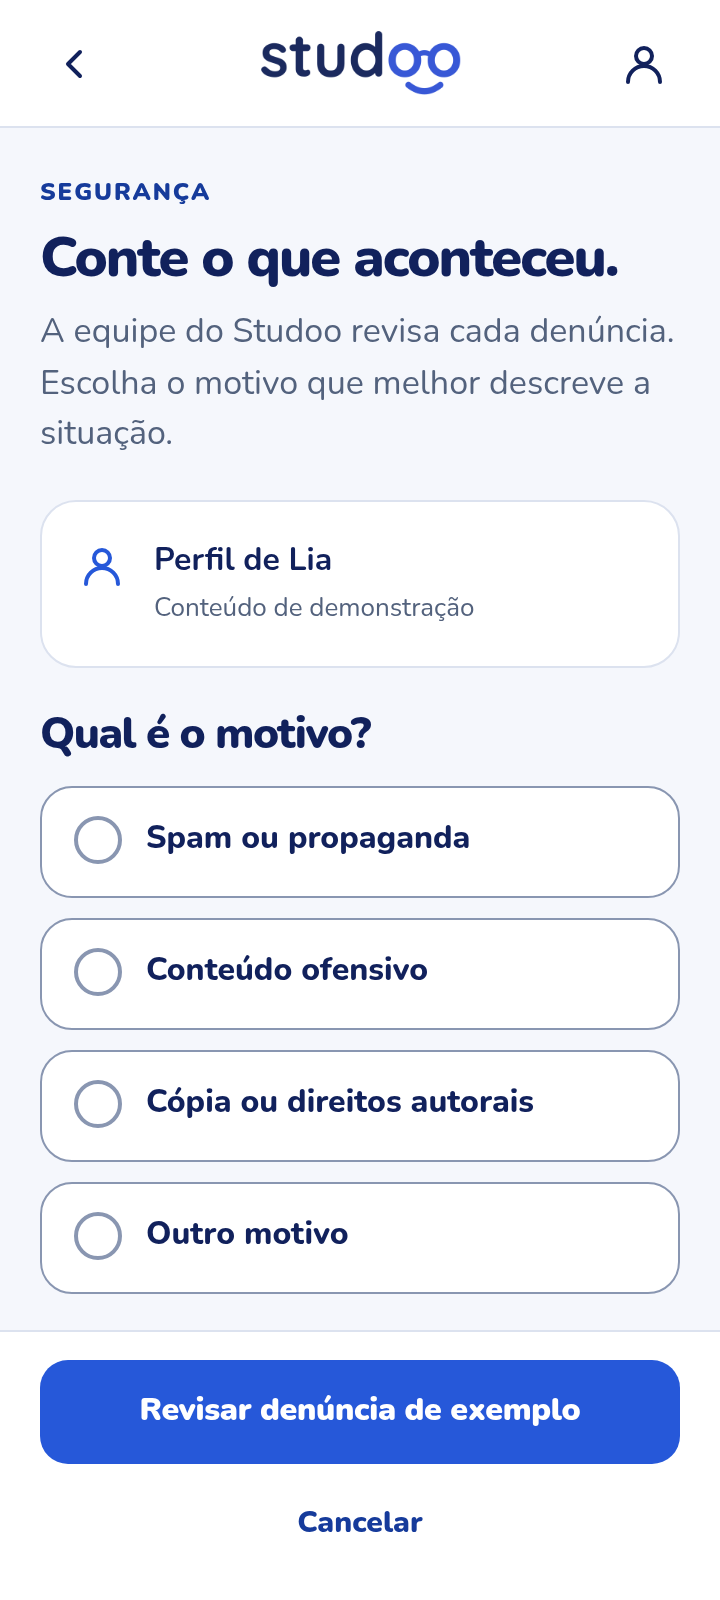 studoo
SEGURANÇA
Conte o que aconteceu.
A equipe do Studoo revisa cada denúncia.
Escolha o motivo que melhor descreve a
situação.
Perfil de Lia
Conteúdo de demonstração
Qual é o motivo?
Spam ou propaganda
Conteúdo ofensivo
Cópia ou direitos autorais
Outro motivo
Revisar denúncia de exemplo
Cancelar